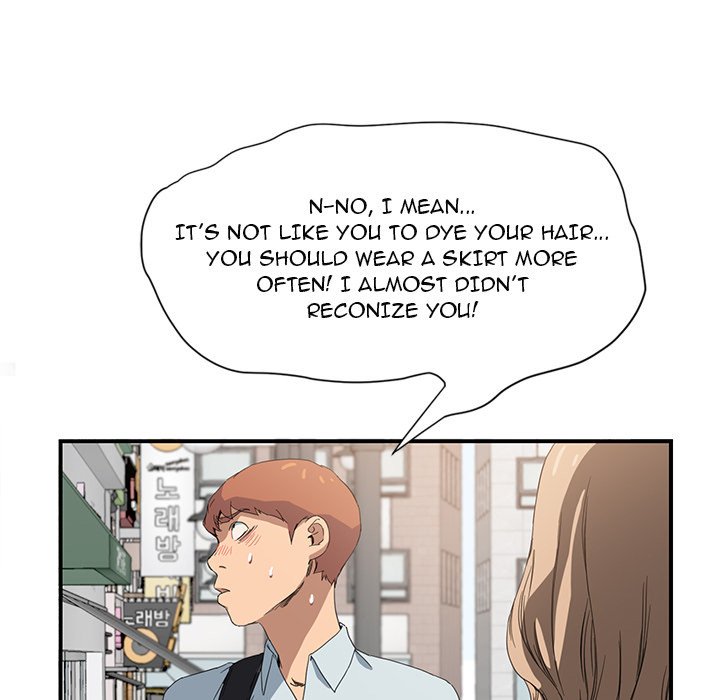 N-NO, I MEAN...
IT'S NOT LIKE YOU TO DYE YOUR HAIR...
YOU SHOULD WEAR A SKIRT MORE
OFTEN! I ALMOST DIDN'T
RECONIZE YOU!
노래방
노래방